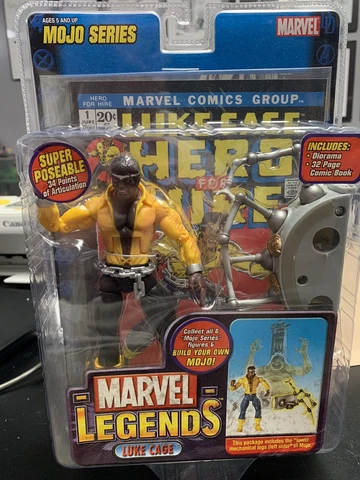 AGES 5 AND UP
MOJO SERIES
MARVEL
HERO
FOR HIRE
1
20¢
MARVEL COMICS GROUP
LUKE CAGE,
HERO
FOR
HIRE
SUPER
POSEABLE
34 Points
of Articulation
INCLUDES:
• Diorama
• 32 Page
Comic Book
Canon
Collect all 6
"Mojo Series"
figures &
BUILD YOUR OWN
MOJO!
MARVEL
LEGENDS
LUKE CAGE
This package includes the
mechanical legs (left side) of Mojo